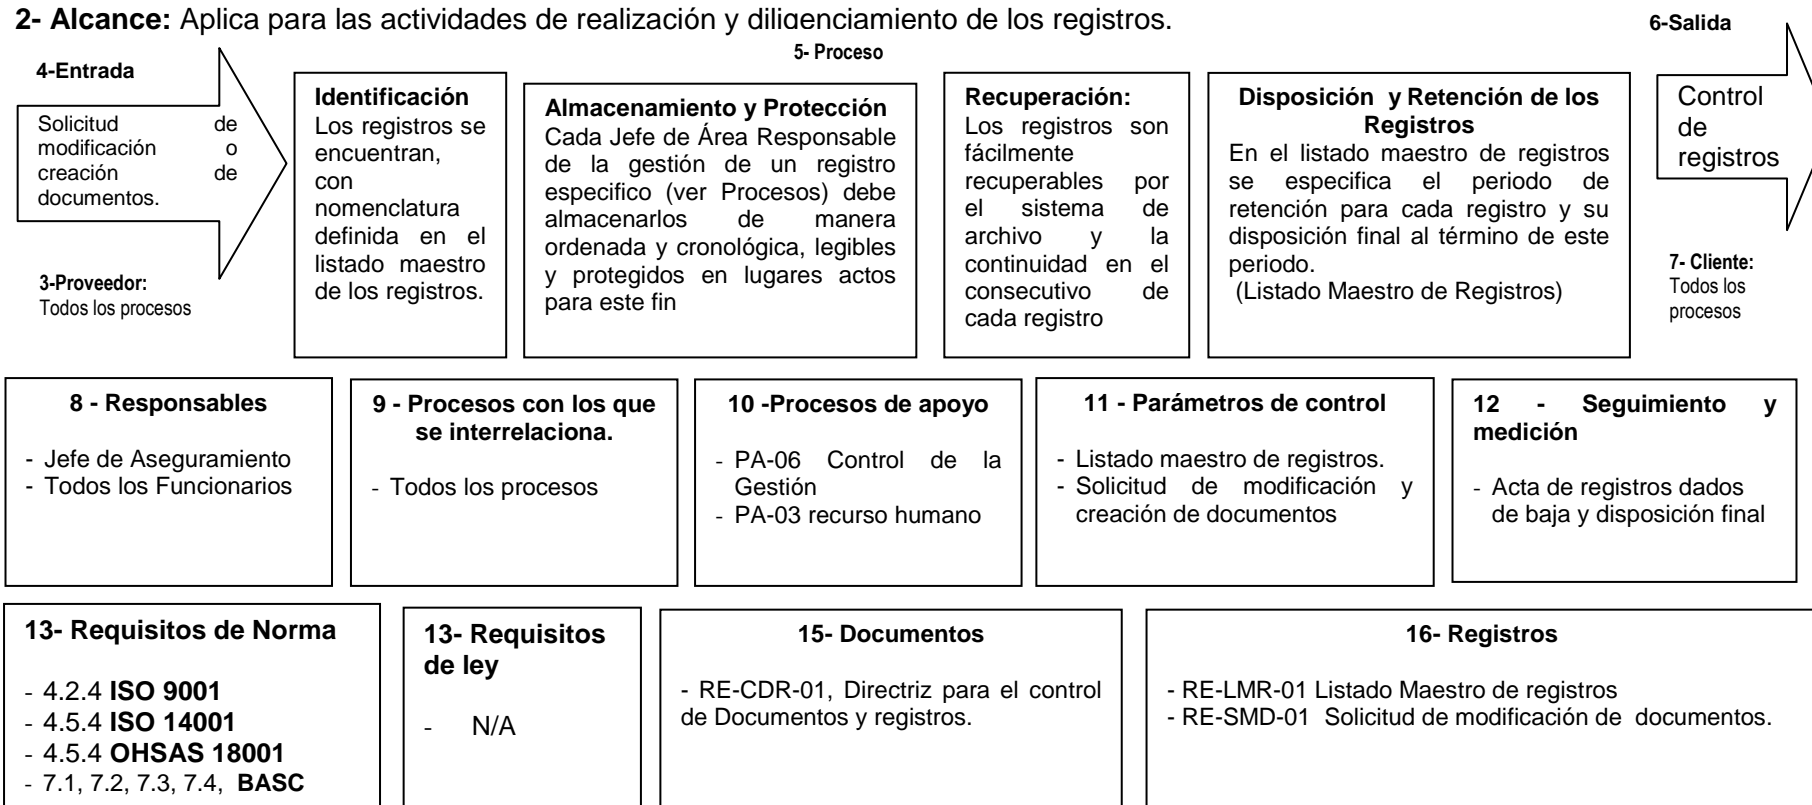 2- Alcance: Aplica para las actividades de realización y diligenciamiento de los registros.
4-Entrada
Solicitud de
modificación o
creación de
documentos.
3-Proveedor:
Todos los procesos
5- Proceso
Identificación
Los registros se
encuentran,
con
nomenclatura
definida en el
listado maestro
de los registros.
Almacenamiento y Protección
Cada Jefe de Área Responsable
de la gestión de un registro
especifico (ver Procesos) debe
almacenarlos de manera
ordenada y cronológica, legibles
y protegidos en lugares actos
para este fin
Recuperación:
Los registros son
fácilmente
recuperables por
el sistema de
archivo y la
continuidad en el
consecutivo de
cada registro
Disposición y Retención de los
Registros
En el listado maestro de registros
se especifica el periodo de
retención para cada registro y su
disposición final al término de este
periodo.
(Listado Maestro de Registros)
6-Salida
Control
de
registros
7- Cliente:
Todos los
procesos
8 - Responsables
- Jefe de Aseguramiento
- Todos los Funcionarios
9 - Procesos con los que
se interrelaciona.
- Todos los procesos
10 -Procesos de apoyo
- PA-06 Control de la
Gestión
- PA-03 recurso humano
11 - Parámetros de control
- Listado maestro de registros.
- Solicitud de modificación y
creación de documentos
12 - Seguimiento y
medición
- Acta de registros dados
de baja y disposición final
13- Requisitos de Norma
- 4.2.4 ISO 9001
- 4.5.4 ISO 14001
- 4.5.4 OHSAS 18001
- 7.1, 7.2, 7.3, 7.4, BASC
13- Requisitos
de ley
- N/A
15- Documentos
- RE-CDR-01, Directriz para el control
de Documentos y registros.
16- Registros
- RE-LMR-01 Listado Maestro de registros
- RE-SMD-01 Solicitud de modificación de documentos.